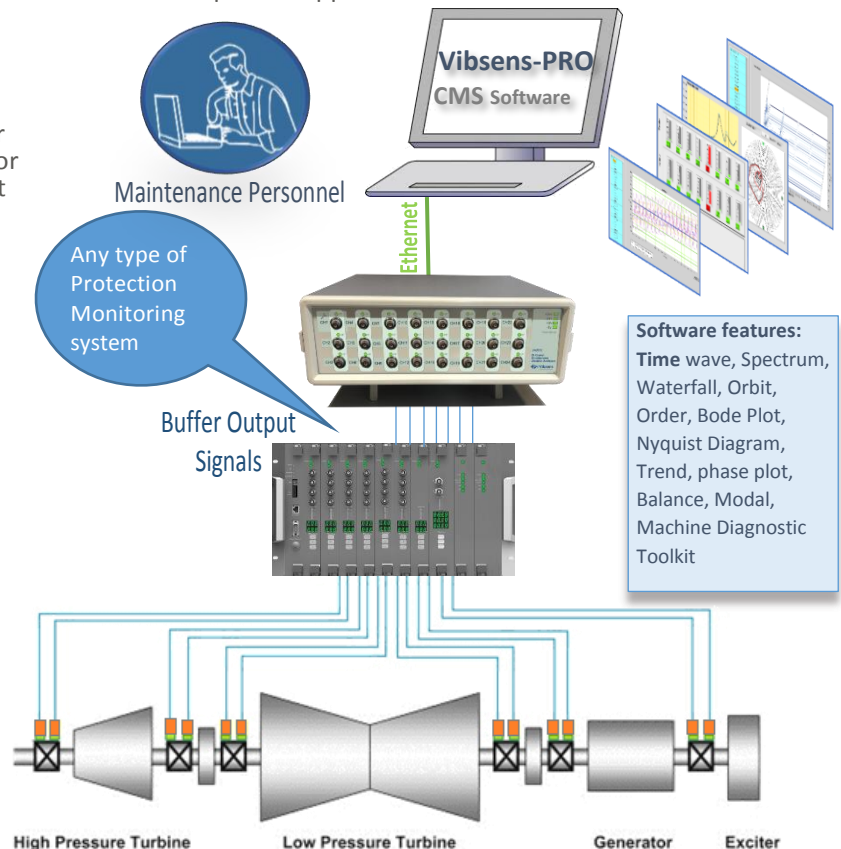 Vibsens-PRO
CMS Software
Maintenance Personnel
Ethernet
Any type of
Protection
Monitoring
system
Buffer Output
Signals
Software features:
Time wave, Spectrum,
Waterfall, Orbit,
Order, Bode Plot,
Nyquist Diagram,
Trend, phase plot,
Balance, Modal,
Machine Diagnostic
Toolkit
High Pressure Turbine
Low Pressure Turbine
Generator
Exciter